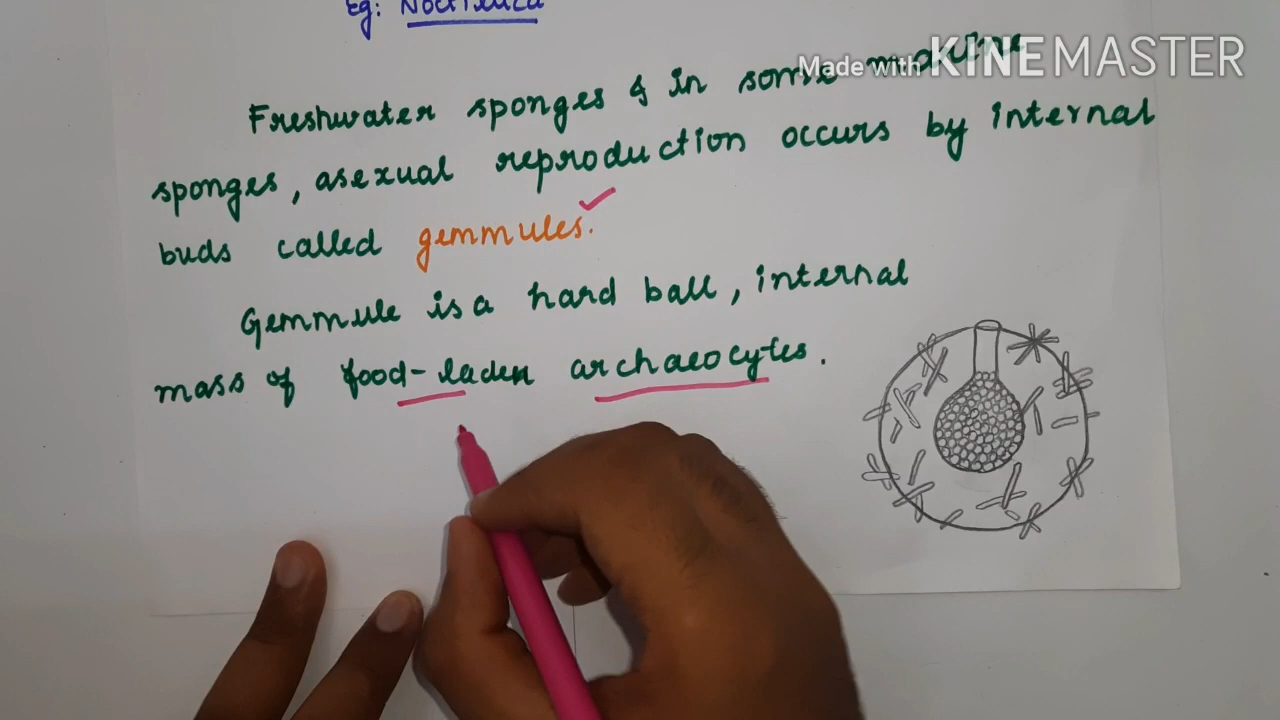 Eg: Noctiluca
Made with KINEMASTER
Freshwater sponges & in some marine
sponges, asexual reproduction occurs by internal
buds called gemmules.
Gemmule is a hard ball, internal
mass of food-laden archaeocytes.